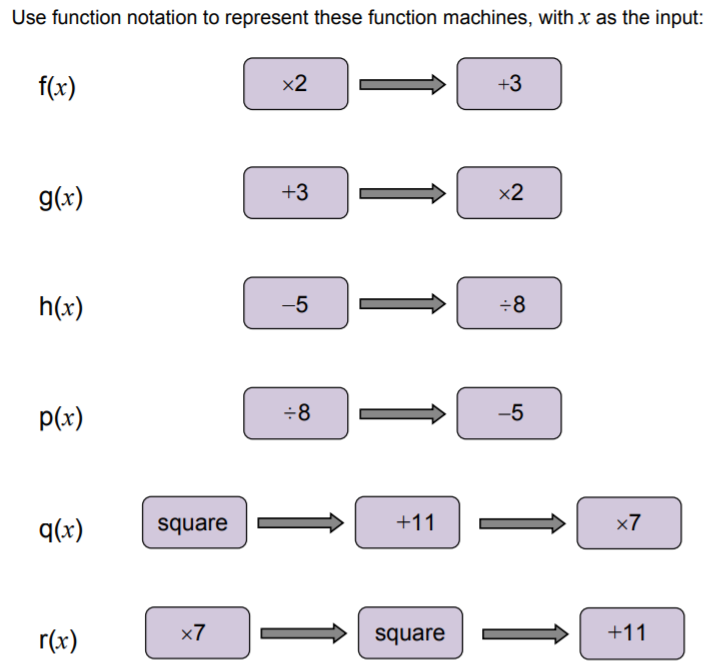 Use function notation to represent these function machines, with x as the input:
f(x) ×2 +3
g(x) +3 ×2
h(x) −5 ÷8
p(x) ÷8 −5
q(x) square +11 ×7
r(x) ×7 square +11